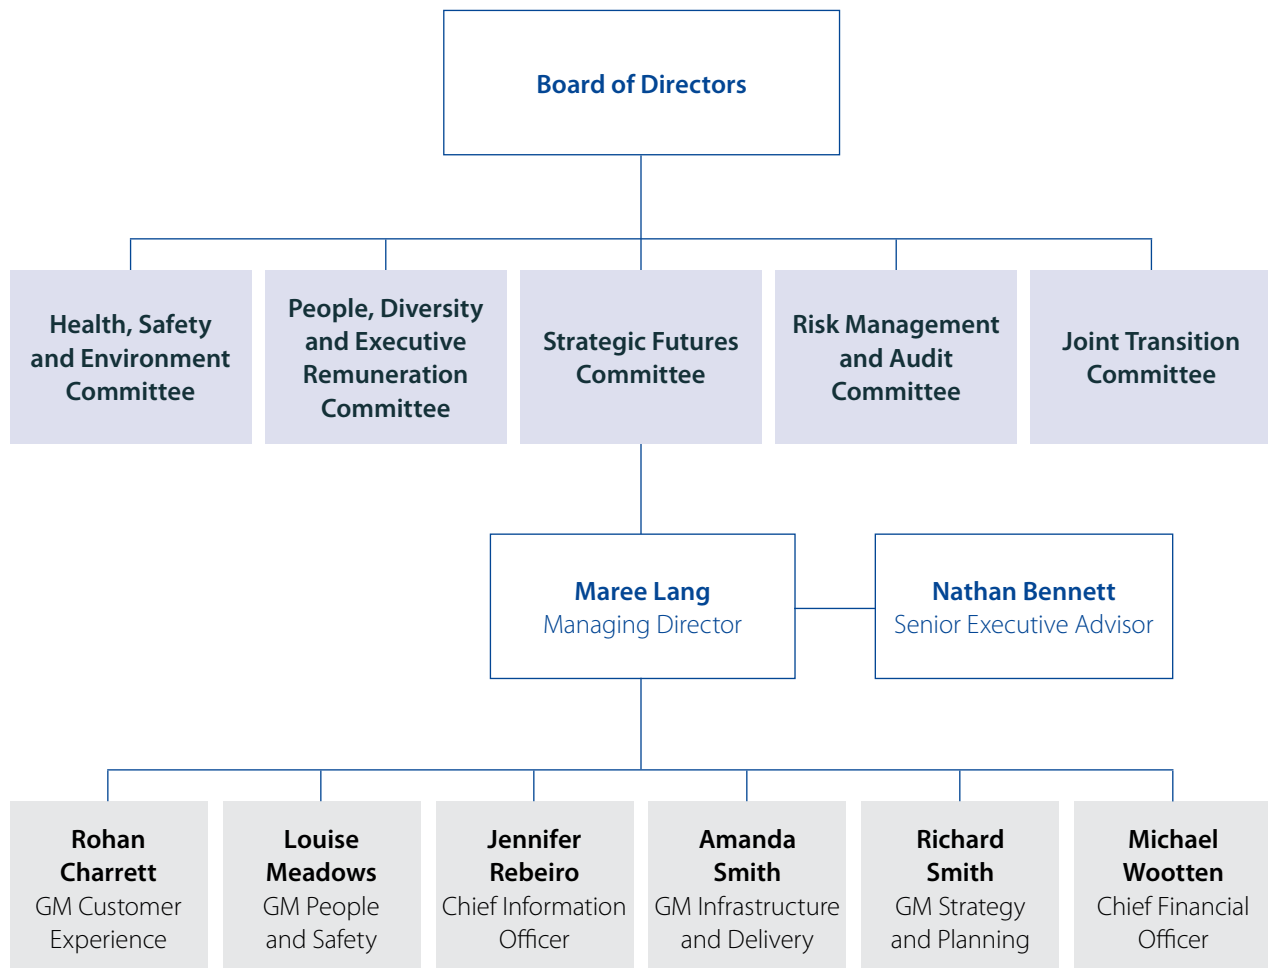 Board of Directors
Health, Safety
and Environment
Committee
People, Diversity
and Executive
Remuneration
Committee
Strategic Futures
Committee
Risk Management
and Audit
Committee
Joint Transition
Committee
Maree Lang
Managing Director
Nathan Bennett
Senior Executive Advisor
Rohan
Charrett
GM Customer
Experience
Louise
Meadows
GM People
and Safety
Jennifer
Rebeiro
Chief Information
Officer
Amanda
Smith
GM Infrastructure
and Delivery
Richard
Smith
GM Strategy
and Planning
Michael
Wootten
Chief Financial
Officer